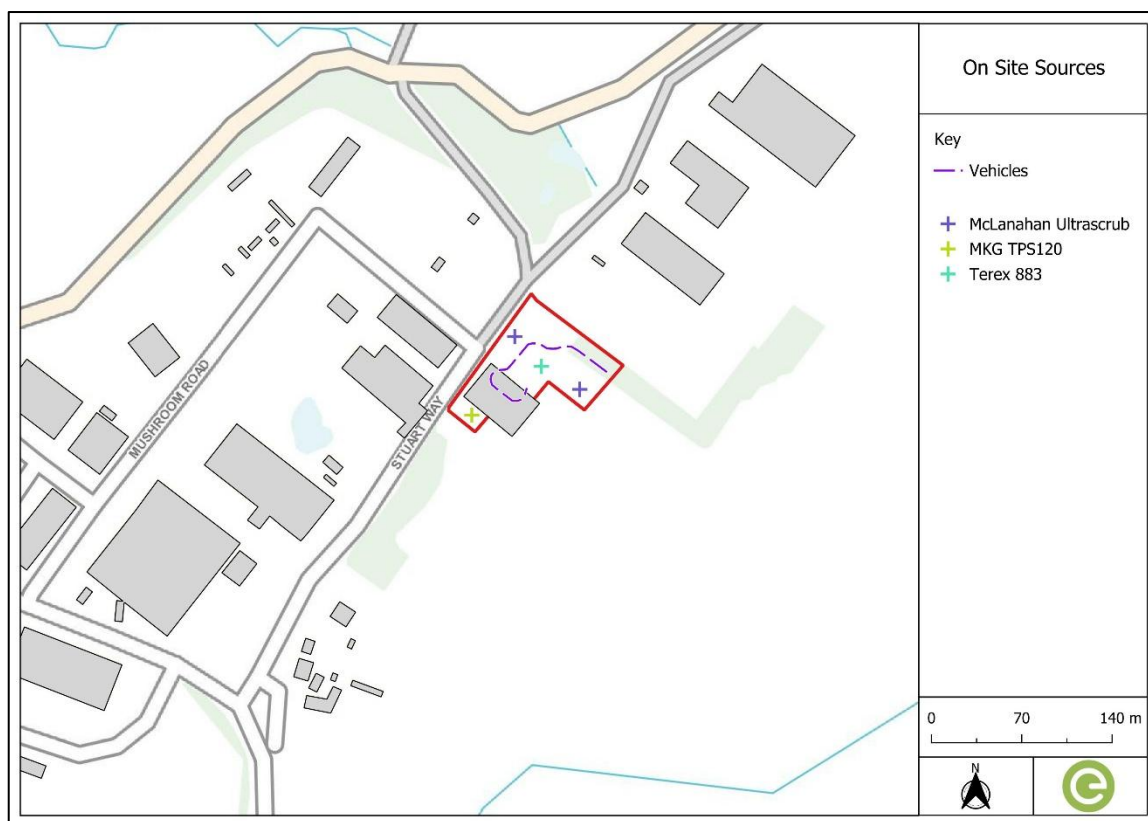 On Site Sources
Key
Vehicles
McLanahan Ultrascrub
MKG TPS120
Terex 883
MUSHROOM ROAD
STUART WAY
0 70 140 m
N
e